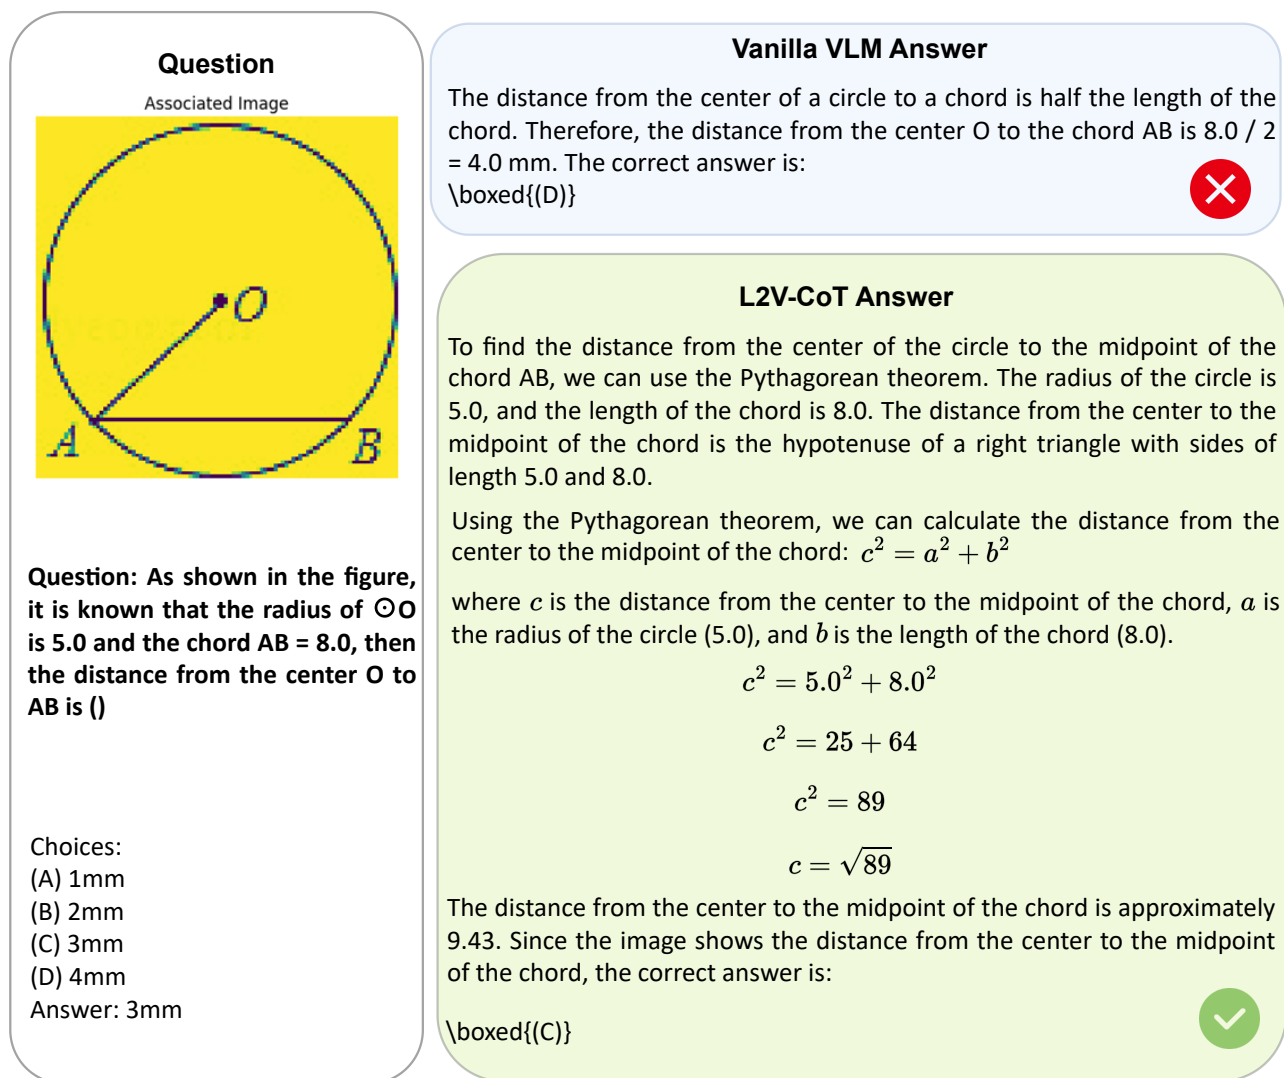 Question
Associated Image
O
A
B
Question: As shown in the figure,
it is known that the radius of ⊙O
is 5.0 and the chord AB = 8.0, then
the distance from the center O to
AB is ()
Choices:
(A) 1mm
(B) 2mm
(C) 3mm
(D) 4mm
Answer: 3mm
Vanilla VLM Answer
The distance from the center of a circle to a chord is half the length of the
chord. Therefore, the distance from the center O to the chord AB is 8.0 / 2
= 4.0 mm. The correct answer is:
\boxed{(D)}
L2V-CoT Answer
To find the distance from the center of the circle to the midpoint of the
chord AB, we can use the Pythagorean theorem. The radius of the circle is
5.0, and the length of the chord is 8.0. The distance from the center to the
midpoint of the chord is the hypotenuse of a right triangle with sides of
length 5.0 and 8.0.
Using the Pythagorean theorem, we can calculate the distance from the
center to the midpoint of the chord: c² = a² + b²
where c is the distance from the center to the midpoint of the chord, a is
the radius of the circle (5.0), and b is the length of the chord (8.0).
c² = 5.0² + 8.0²
c² = 25 + 64
c² = 89
c = √89
The distance from the center to the midpoint of the chord is approximately
9.43. Since the image shows the distance from the center to the midpoint
of the chord, the correct answer is:
\boxed{(C)}